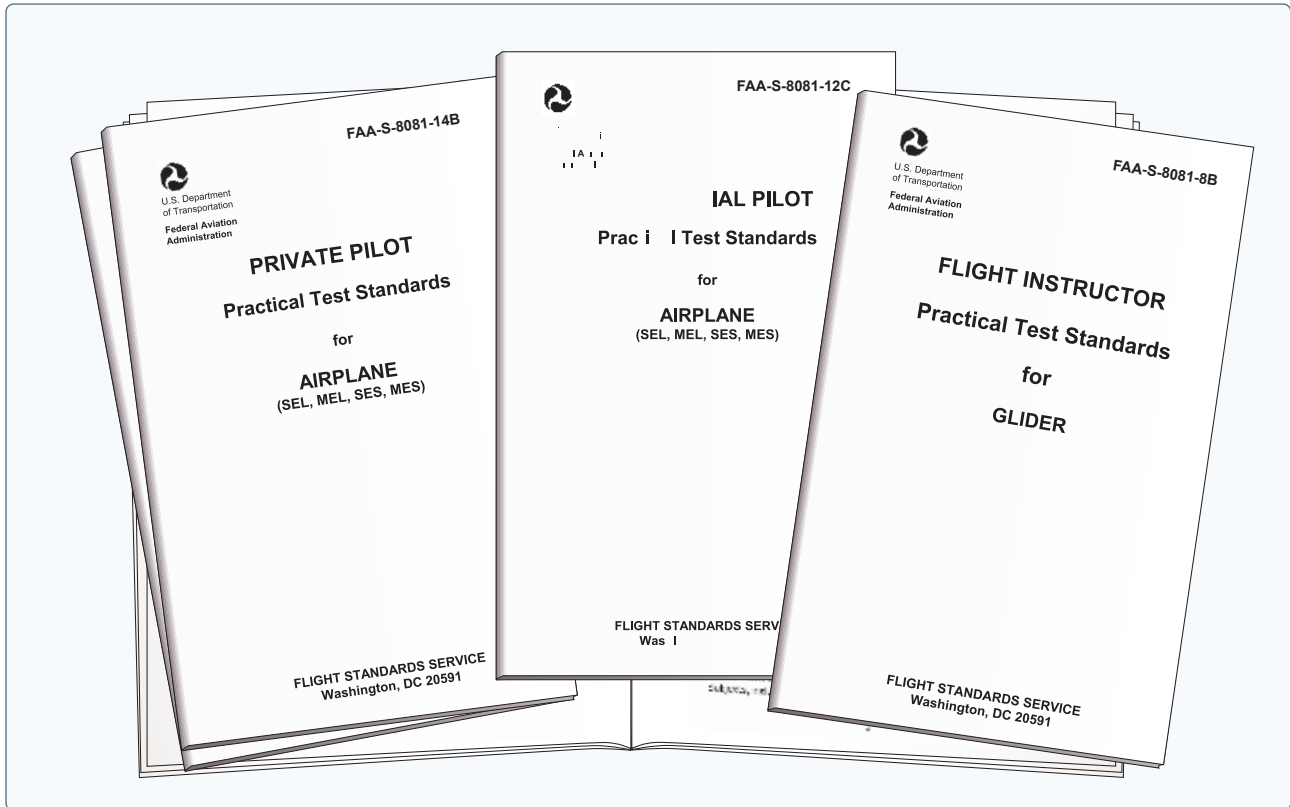 FAA-S-8081-14B
U.S. Department
of Transportation
Federal Aviation
Administration
PRIVATE PILOT
Practical Test Standards
for
AIRPLANE
(SEL, MEL, SES, MES)
FLIGHT STANDARDS SERVICE
Washington, DC 20591
FAA-S-8081-12C
IAL PILOT
Test Standards
for
AIRPLANE
(SEL, MEL, SES, MES)
FLIGHT STANDARDS SERV
FAA-S-8081-8B
U.S. Department
of Transportation
Federal Aviation
Administration
FLIGHT INSTRUCTOR
Practical Test Standards
for
GLIDER
FLIGHT STANDARDS SERVICE
Washington, DC 20591